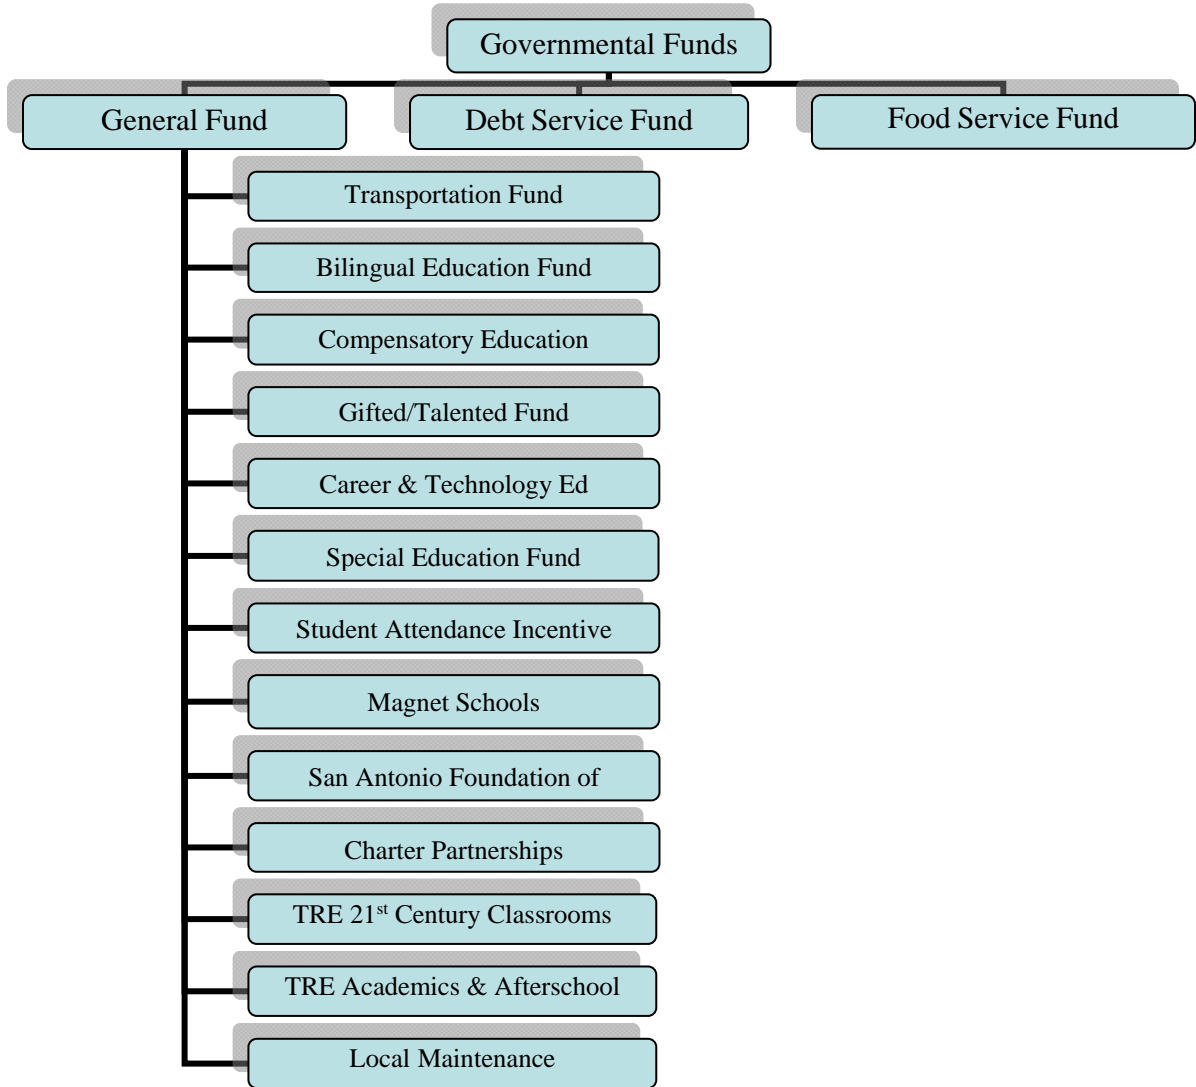 Governmental Funds
General Fund
Debt Service Fund
Food Service Fund
Transportation Fund
Bilingual Education Fund
Compensatory Education
Gifted/Talented Fund
Career & Technology Ed
Special Education Fund
Student Attendance Incentive
Magnet Schools
San Antonio Foundation of
Charter Partnerships
TRE 21st Century Classrooms
TRE Academics & Afterschool
Local Maintenance